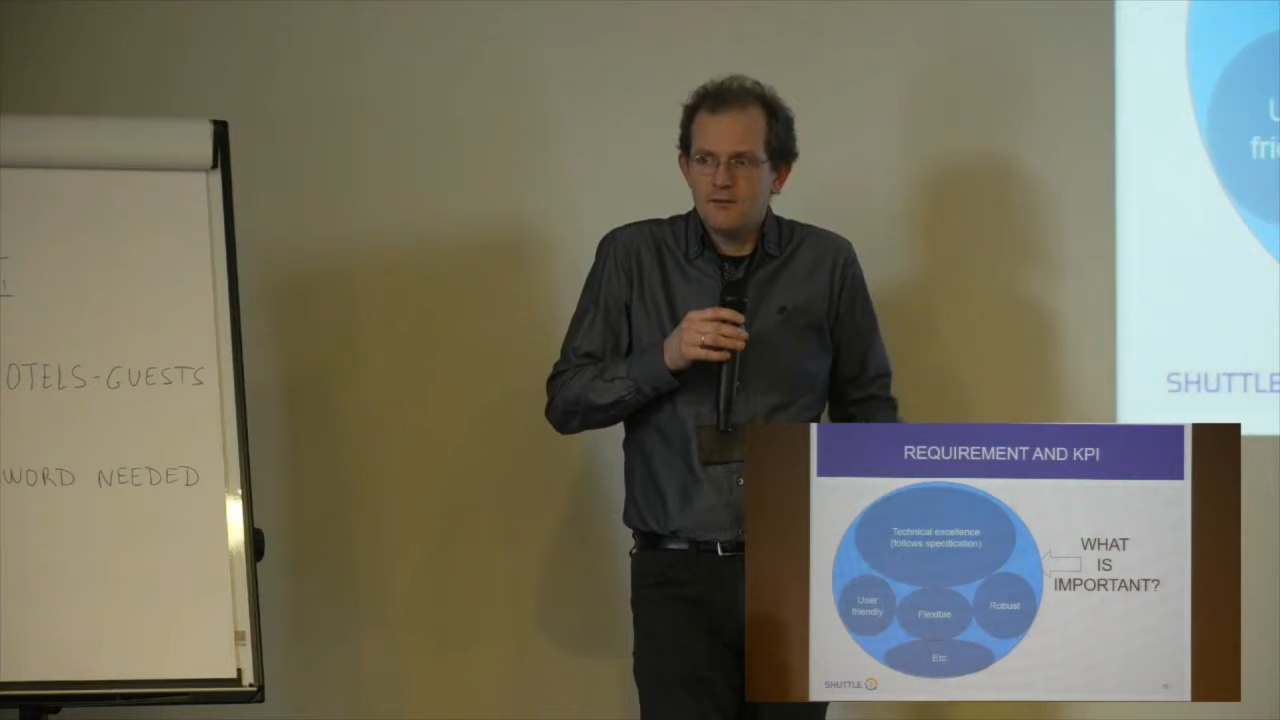 OTELS-GUESTS
WORD NEEDED
SHUTTLE
REQUIREMENT AND KPI
Technical excellence
(follows specification)
User
friendly
Flexible
Robust
Etc
WHAT
IS
IMPORTANT?
SHUTTLE